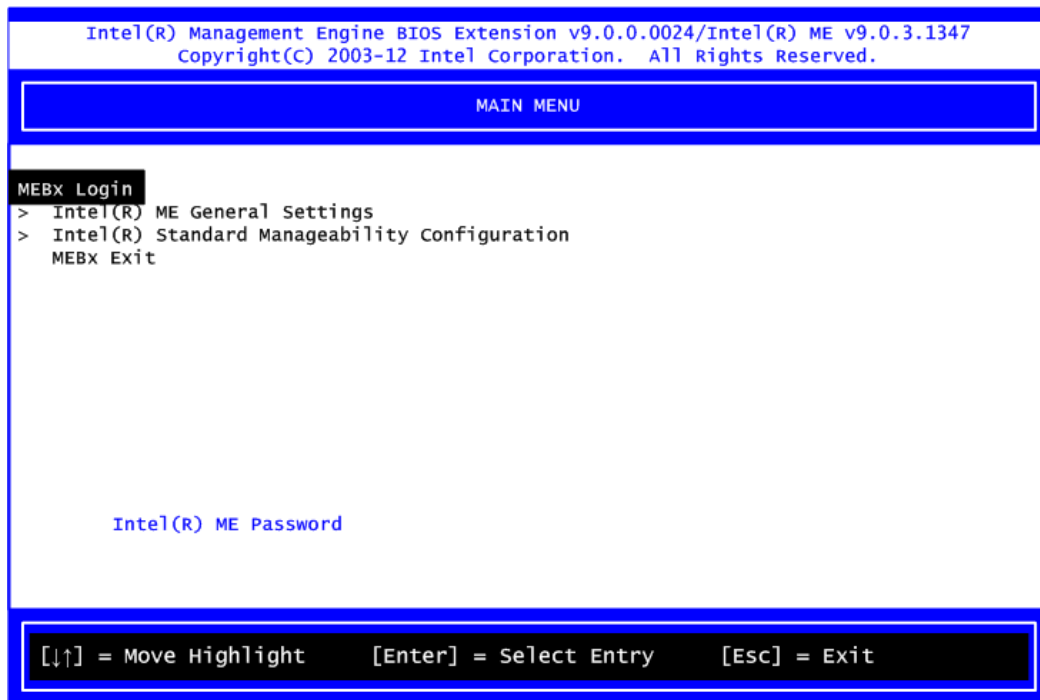 Intel(R) Management Engine BIOS Extension v9.0.0.0024/Intel(R) ME v9.0.3.1347
Copyright(C) 2003-12 Intel Corporation. All Rights Reserved.
MAIN MENU
MEBx Login
> Intel(R) ME General Settings
> Intel(R) Standard Manageability Configuration
MEBx Exit
Intel(R) ME Password
[↓↑] = Move Highlight [Enter] = Select Entry [Esc] = Exit